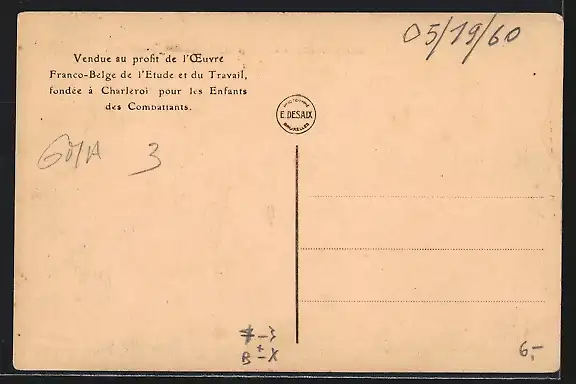 05/19/60
Vendue au profit de l'Œuvre
Franco-Belge de l'Etude et du Travail,
fondée à Charleroi pour les Enfants
des Combattants.
E. DESAIX
BRUXELLES
3
6.-